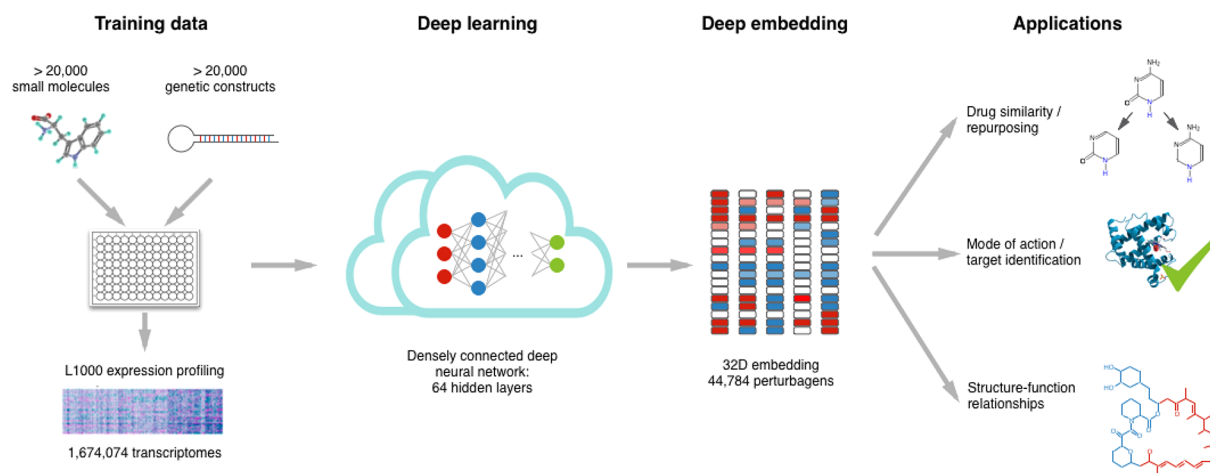 Training data
Deep learning
Deep embedding
Applications
> 20,000
small molecules
> 20,000
genetic constructs
L1000 expression profiling
1,674,074 transcriptomes
...
Densely connected deep
neural network:
64 hidden layers
32D embedding
44,784 perturbagens
Drug similarity /
repurposing
NH₂
N
O
N
H
N
O
N
H
NH₂
N
N
H
Mode of action /
target identification
Structure-function
relationships
HO
HO
O
O
N
O
O
O
O
O